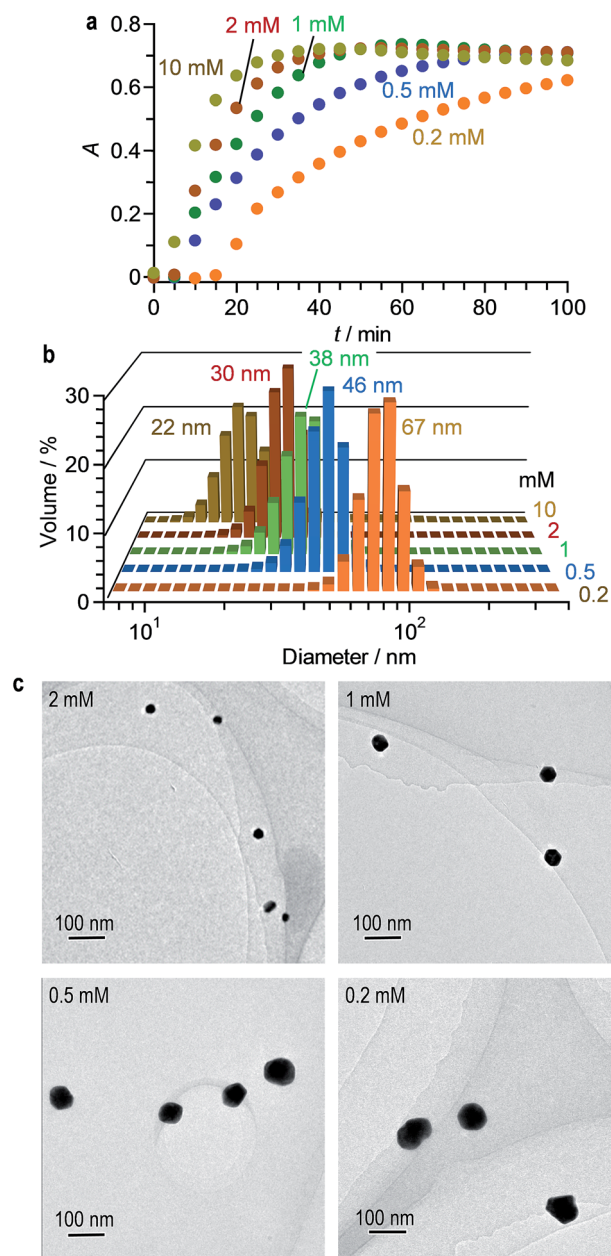 a
0.8
2 mM
1 mM
10 mM
0.6
0.5 mM
A
0.4
0.2 mM
0.2
0
0 20 40 60 80 100
t / min
b
38 nm
30
30 nm
46 nm
22 nm
67 nm
Volume / %
20
mM
10
10
2
1
0.5
0
0.2
10¹ 10²
Diameter / nm
c
2 mM
1 mM
100 nm
100 nm
0.5 mM
0.2 mM
100 nm
100 nm